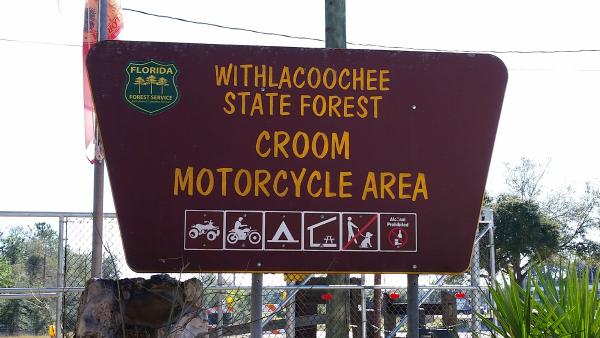 FLORIDA
FOREST SERVICE
WITHLACOOCHEE
STATE FOREST
CROOM
MOTORCYCLE AREA
Alcohol
Prohibited